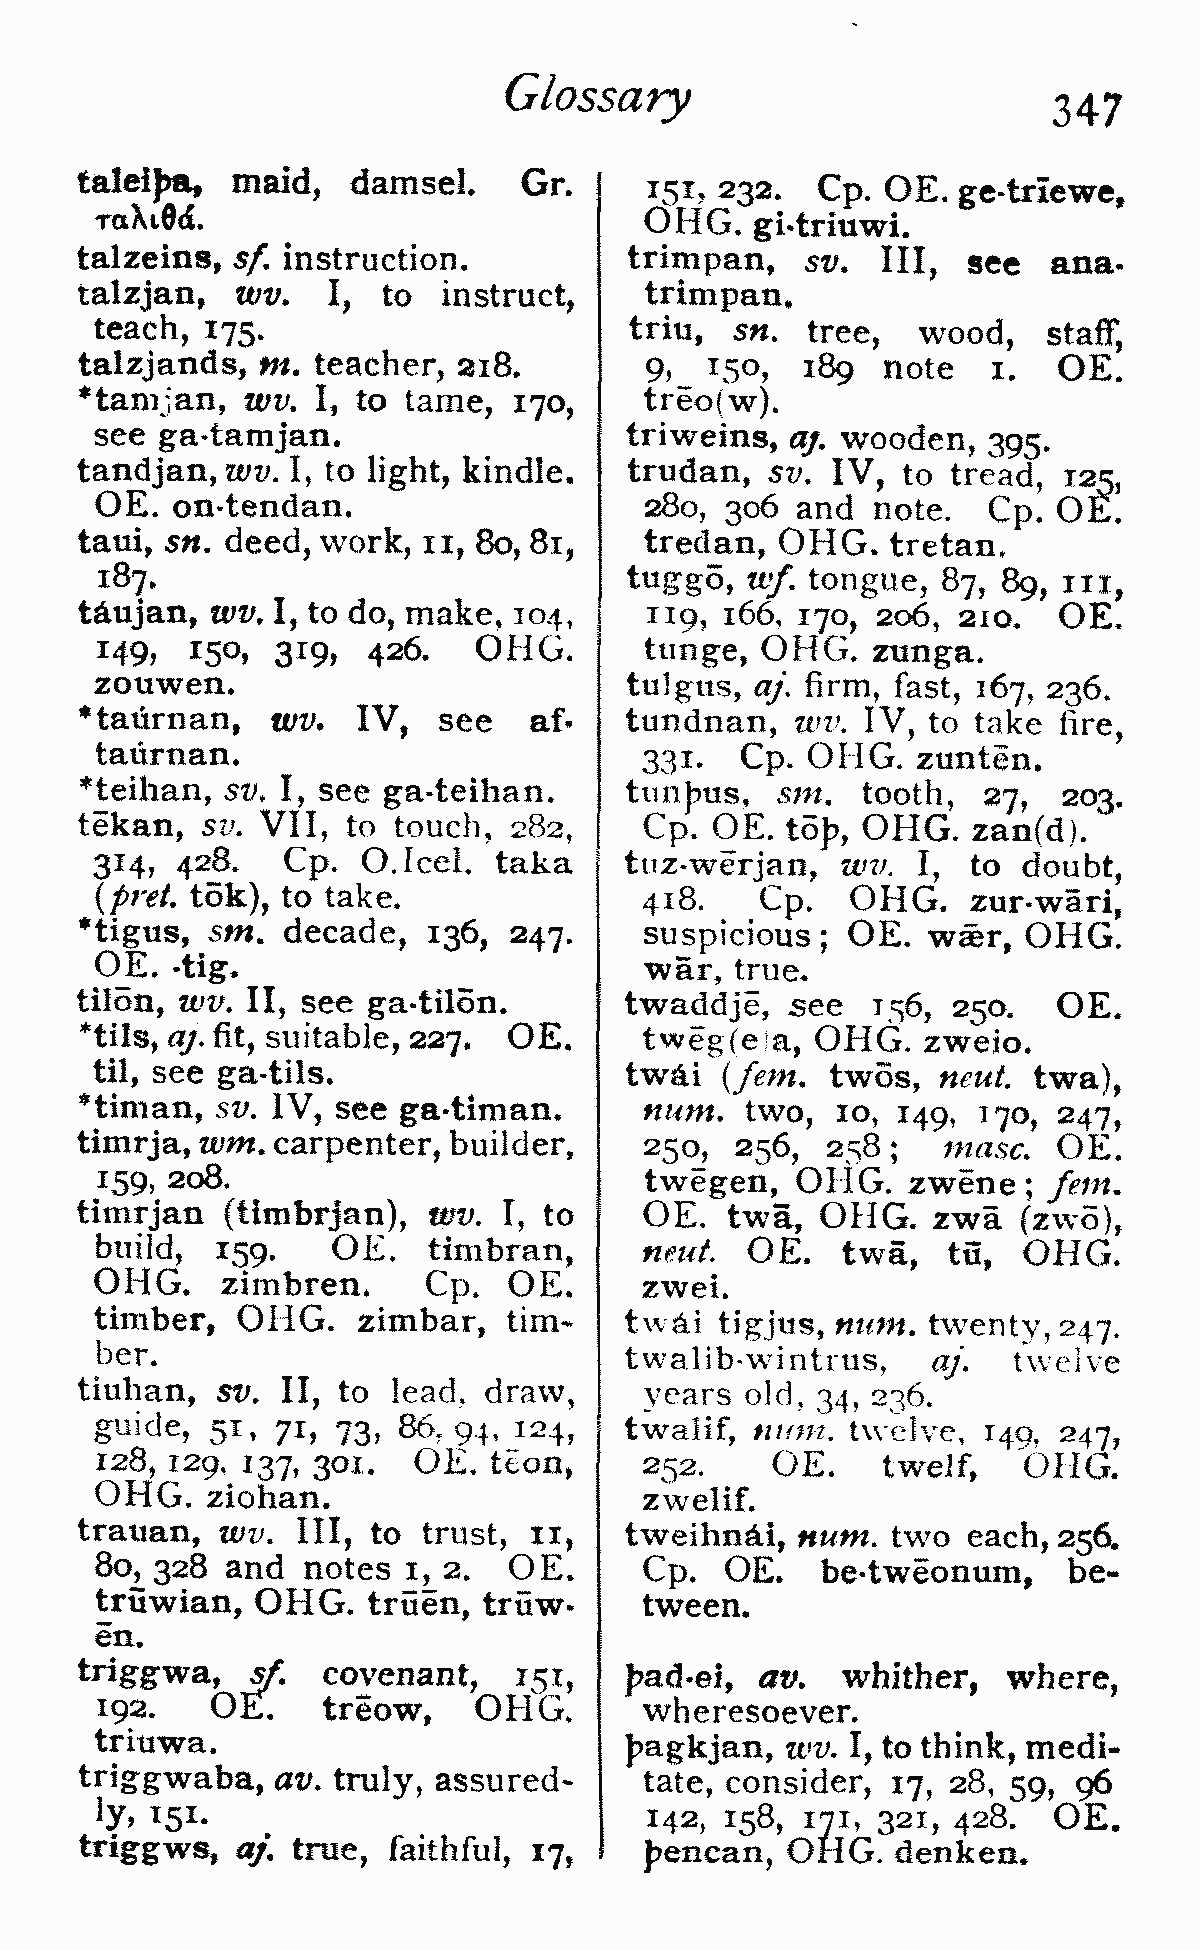 Glossary
347
taleiþa, maid, damsel. Gr.
ταλιθά.
talzeins, sf. instruction.
talzjan, wv. I, to instruct,
teach, 175.
talzjands, m. teacher, 218.
*tamjan, wv. I, to tame, 170,
see ga-tamjan.
tandjan, wv. I, to light, kindle.
OE. on-tendan.
taui, sn. deed, work, 11, 80, 81,
187.
táujan, wv. I, to do, make, 104,
149, 150, 319, 426. OHG.
zouwen.
*taúrnan, wv. IV, see af-
taúrnan.
*teihan, sv. I, see ga-teihan.
tēkan, sv. VII, to touch, 282,
314, 428. Cp. O.Icel. taka
(pret. tōk), to take.
*tigus, sm. decade, 136, 247.
OE. -tig.
tilōn, wv. II, see ga-tilōn.
*tils, aj. fit, suitable, 227. OE.
til, see ga-tils.
*timan, sv. IV, see ga-timan.
timrja, wm. carpenter, builder,
159, 208.
timrjan (timbrjan), wv. I, to
build, 159. OE. timbran,
OHG. zimbren. Cp. OE.
timber, OHG. zimbar, tim-
ber.
tiuhan, sv. II, to lead, draw,
guide, 51, 71, 73, 86, 94, 124,
128, 129, 137, 301. OE. tēon,
OHG. ziohan.
trauan, wv. III, to trust, 11,
80, 328 and notes 1, 2. OE.
trūwian, OHG. trūēn, trūw-
ēn.
triggwa, sf. covenant, 151,
192. OE. trēow, OHG.
triuwa.
triggwaba, av. truly, assured-
ly, 151.
triggws, aj. true, faithful, 17,
151, 232. Cp. OE. ge-trīewe,
OHG. gi-triuwi.
trimpan, sv. III, see ana-
trimpan.
triu, sn. tree, wood, staff,
9, 150, 189 note 1. OE.
trēo(w).
triweins, aj. wooden, 395.
trudan, sv. IV, to tread, 125,
280, 306 and note. Cp. OE.
tredan, OHG. tretan.
tuggō, wf. tongue, 87, 89, 111,
119, 166, 170, 206, 210. OE.
tunge, OHG. zunga.
tulgus, aj. firm, fast, 167, 236.
tundnan, wv. IV, to take fire,
331. Cp. OHG. zuntēn.
tunþus, sm. tooth, 27, 203.
Cp. OE. tōþ, OHG. zan(d).
tuz-wērjan, wv. I, to doubt,
418. Cp. OHG. zur-wāri,
suspicious; OE. wǣr, OHG.
wār, true.
twaddjē, see 156, 250. OE.
twēg(e)a, OHG. zweio.
twái (fem. twōs, neut. twa),
num. two, 10, 149, 170, 247,
250, 256, 258; masc. OE.
twēgen, OHG. zwēne; fem.
OE. twā, OHG. zwā (zwō),
neut. OE. twā, tū, OHG.
zwei.
twái tigjus, num. twenty, 247.
twalib-wintrus, aj. twelve
years old, 34, 236.
twalif, num. twelve, 149, 247,
252. OE. twelf, OHG.
zwelif.
tweihnái, num. two each, 256.
Cp. OE. be-twēonum, be-
tween.
þad-ei, av. whither, where,
wheresoever.
þagkjan, wv. I, to think, medi-
tate, consider, 17, 28, 59, 96
142, 158, 171, 321, 428. OE.
þencan, OHG. denken.